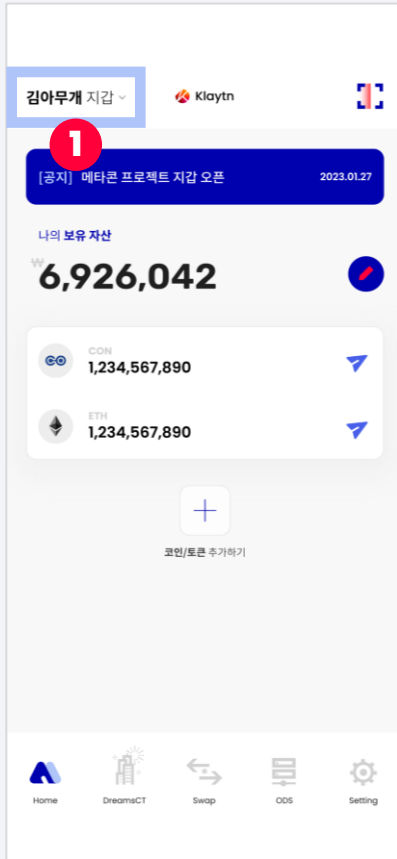 김아무개 지갑
Klaytn
1
[공지] 메타콘 프로젝트 지갑 오픈 2023.01.27
나의 보유 자산
₩6,926,042
CON
1,234,567,890
ETH
1,234,567,890
코인/토큰 추가하기
Home DreamsCT Swap ODS Setting